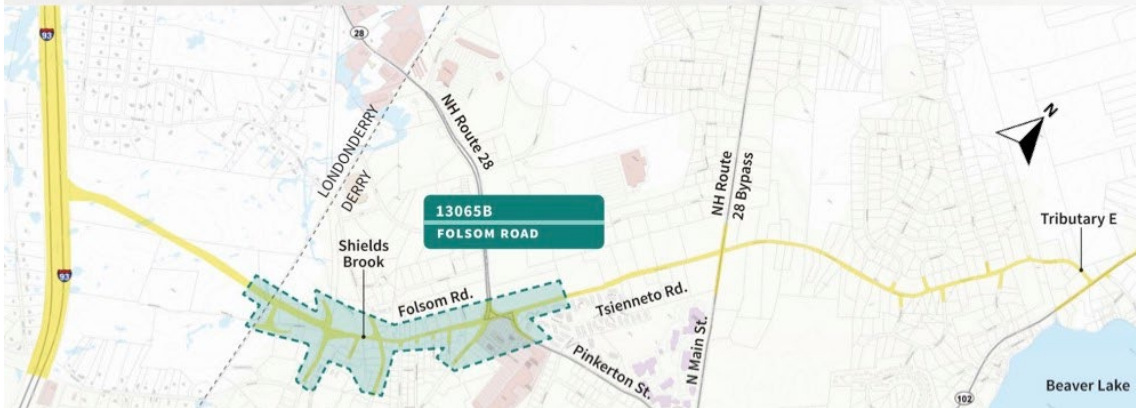 93
28
LONDONDERRY
DERRY
NH Route 28
NH Route
28 Bypass
N
13065B
FOLSOM ROAD
Tributary E
Shields
Brook
93
Folsom Rd.
Tsienneto Rd.
Pinkerton St.
N Main St.
102
Beaver Lake